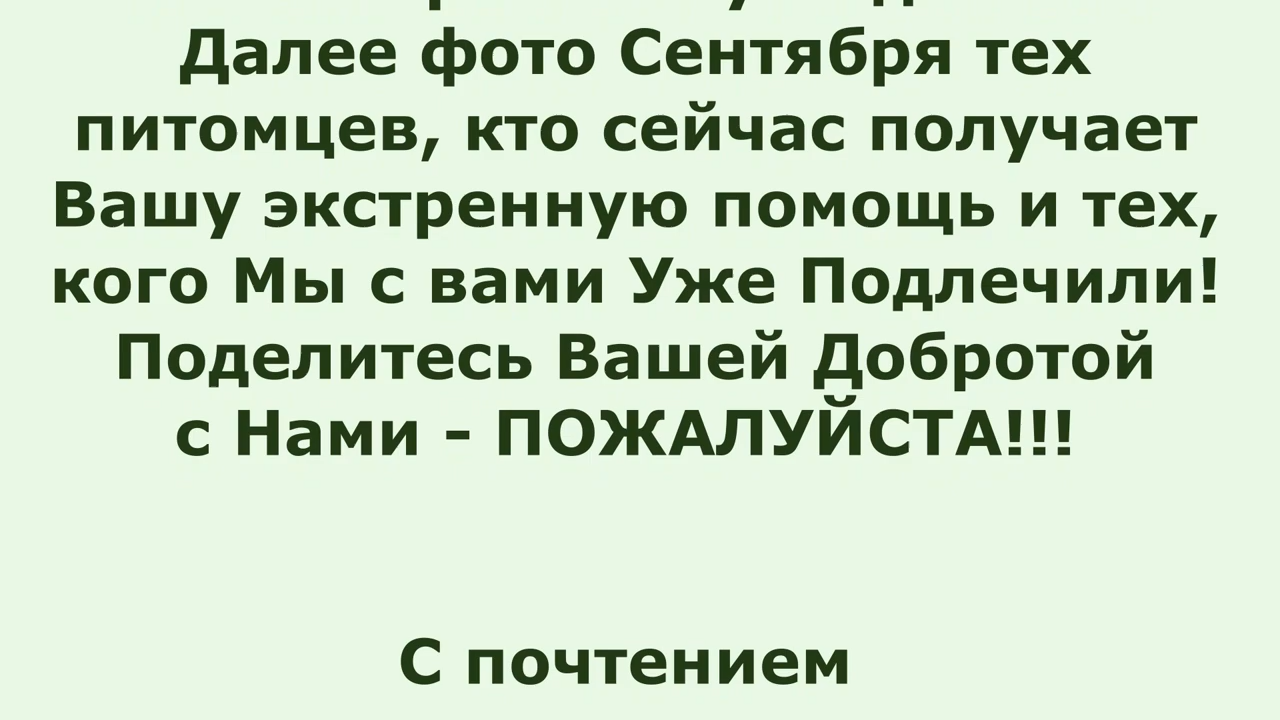 Далее фото Сентября тех
питомцев, кто сейчас получает
Вашу экстренную помощь и тех,
кого Мы с вами Уже Подлечили!
Поделитесь Вашей Добротой
с Нами - ПОЖАЛУЙСТА!!!
С почтением